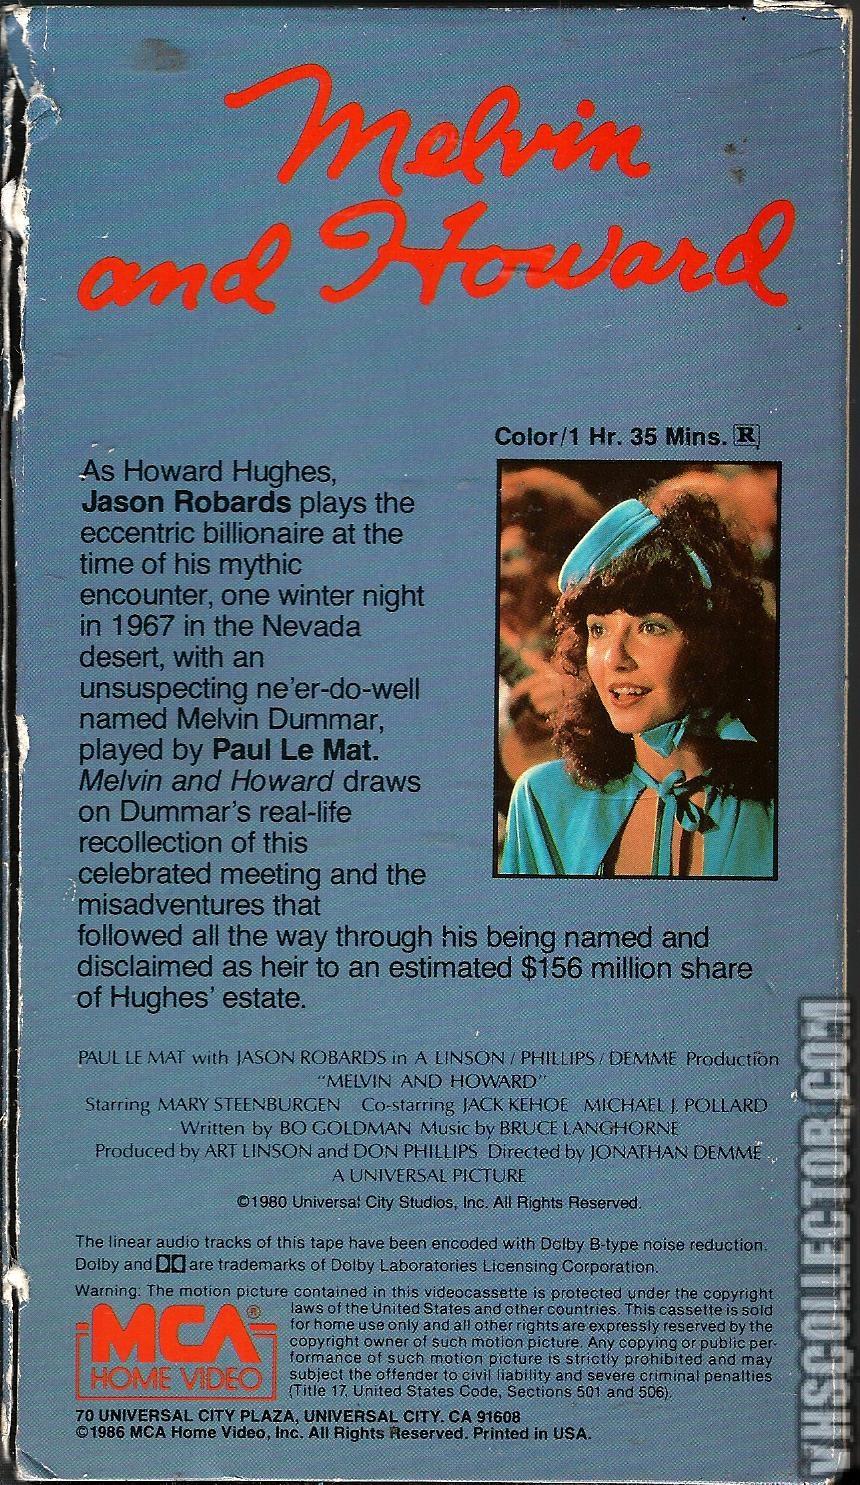 Melvin
and Howard
Color/1 Hr. 35 Mins. R
As Howard Hughes,
Jason Robards plays the
eccentric billionaire at the
time of his mythic
encounter, one winter night
in 1967 in the Nevada
desert, with an
unsuspecting ne'er-do-well
named Melvin Dummar,
played by Paul Le Mat.
Melvin and Howard draws
on Dummar's real-life
recollection of this
celebrated meeting and the
misadventures that
followed all the way through his being named and
disclaimed as heir to an estimated $156 million share
of Hughes' estate.
PAUL LE MAT with JASON ROBARDS in A LINSON / PHILLIPS / DEMME Production
"MELVIN AND HOWARD"
Starring MARY STEENBURGEN Co-starring JACK KEHOE MICHAEL J. POLLARD
Written by BO GOLDMAN Music by BRUCE LANGHORNE
Produced by ART LINSON and DON PHILLIPS Directed by JONATHAN DEMME
A UNIVERSAL PICTURE
©1980 Universal City Studios, Inc. All Rights Reserved.
The linear audio tracks of this tape have been encoded with Dolby B-type noise reduction.
Dolby and are trademarks of Dolby Laboratories Licensing Corporation.
Warning: The motion picture contained in this videocassette is protected under the copyright
laws of the United States and other countries. This cassette is sold
for home use only and all other rights are expressly reserved by the
copyright owner of such motion picture. Any copying or public per-
formance of such motion picture is strictly prohibited and may
subject the offender to civil liability and severe criminal penalties
(Title 17, United States Code, Sections 501 and 506).
MCA®
HOME VIDEO
70 UNIVERSAL CITY PLAZA, UNIVERSAL CITY. CA 91608
©1986 MCA Home Video, Inc. All Rights Reserved. Printed in USA.
VHSCOLLECTOR.COM